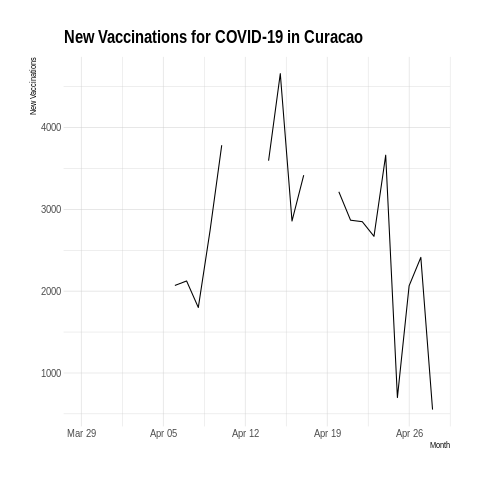 New Vaccinations for COVID-19 in Curacao
New Vaccinations
4000
3000
2000
1000
Mar 29 Apr 05 Apr 12 Apr 19 Apr 26
Month